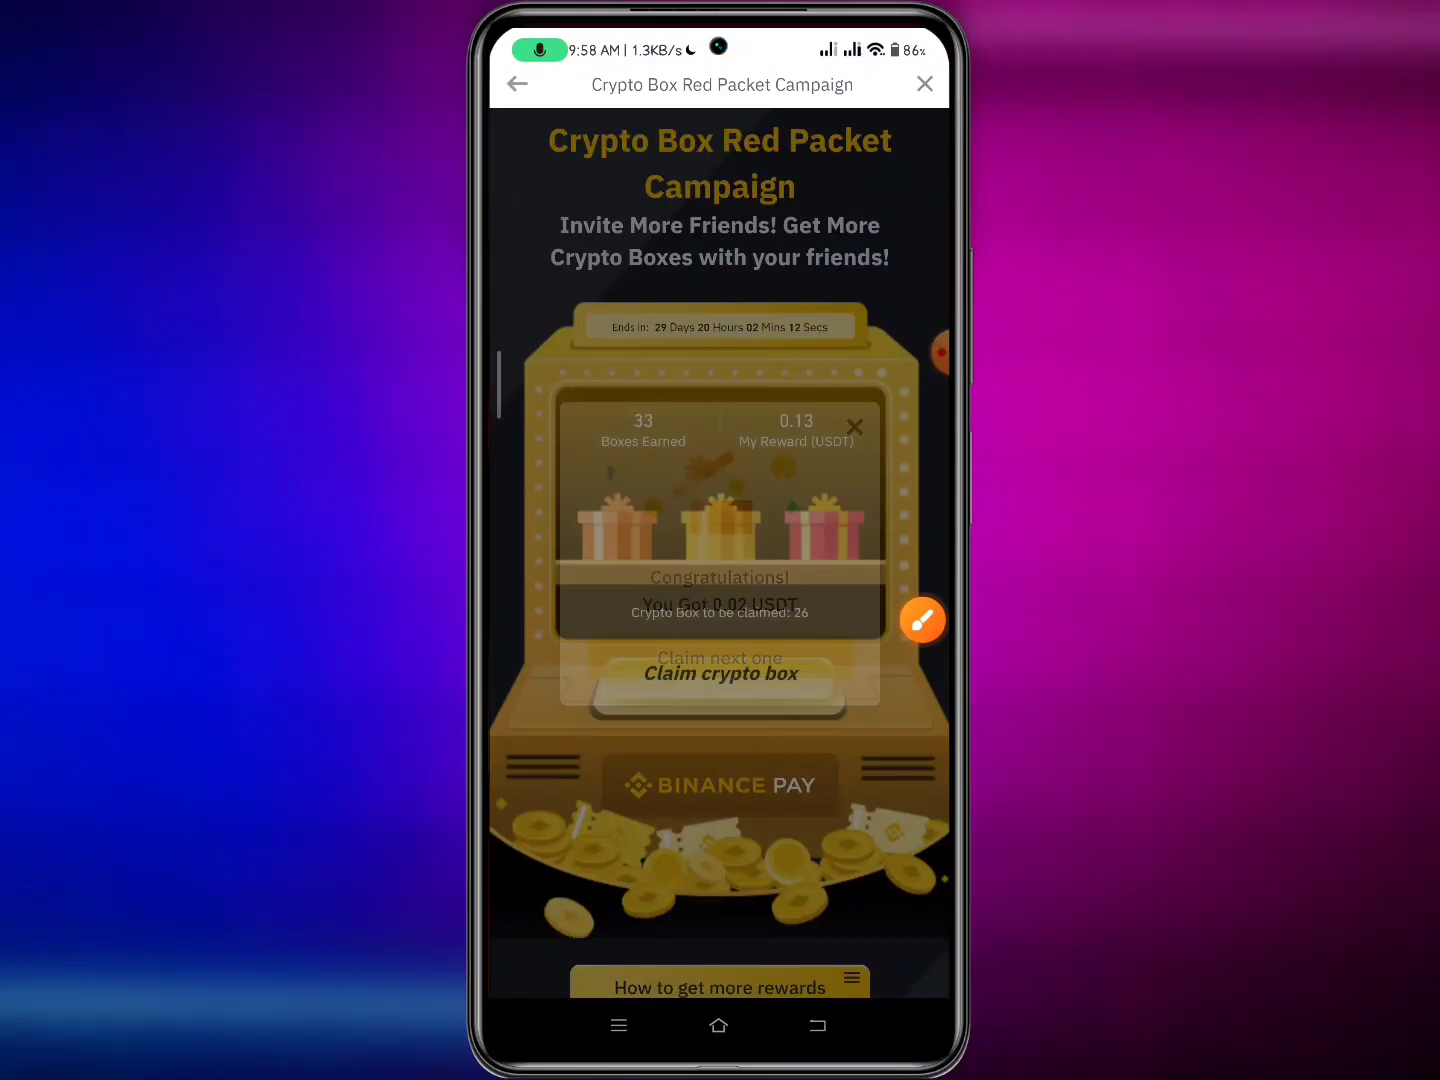 9:58 AM | 1.3KB/s
86%
Crypto Box Red Packet Campaign
Crypto Box Red Packet
Campaign
Invite More Friends! Get More
Crypto Boxes with your friends!
Ends in: 29 Days 20 Hours 02 Mins 12 Secs
33
0.13
Boxes Earned
My Reward (USDT)
Congratulations!
You Got 0.02 USDT
Crypto Box to be claimed: 26
Claim next one
Claim crypto box
BINANCE PAY
How to get more rewards